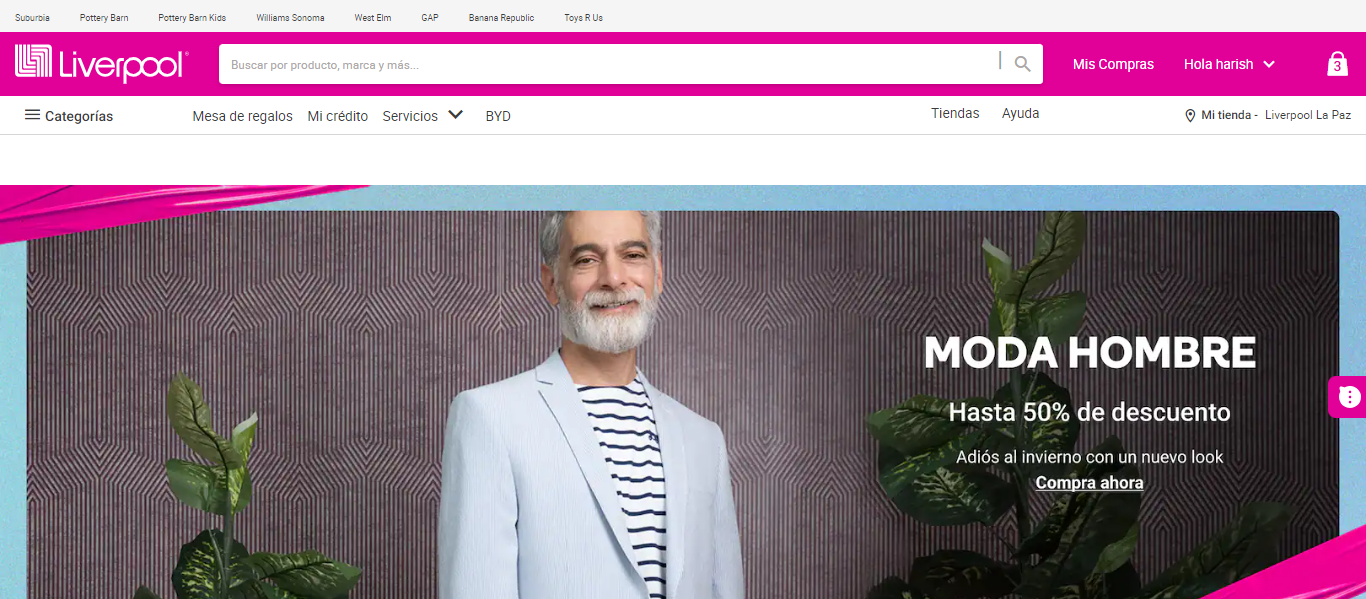 Suburbia Pottery Barn Pottery Barn Kids Williams Sonoma West Elm GAP Banana Republic Toys R Us
Liverpool
Buscar por producto, marca y más...
Mis Compras
Hola harish
3
Categorías
Mesa de regalos Mi crédito Servicios BYD
Tiendas Ayuda
Mi tienda - Liverpool La Paz
MODA HOMBRE
Hasta 50% de descuento
Adiós al invierno con un nuevo look
Compra ahora